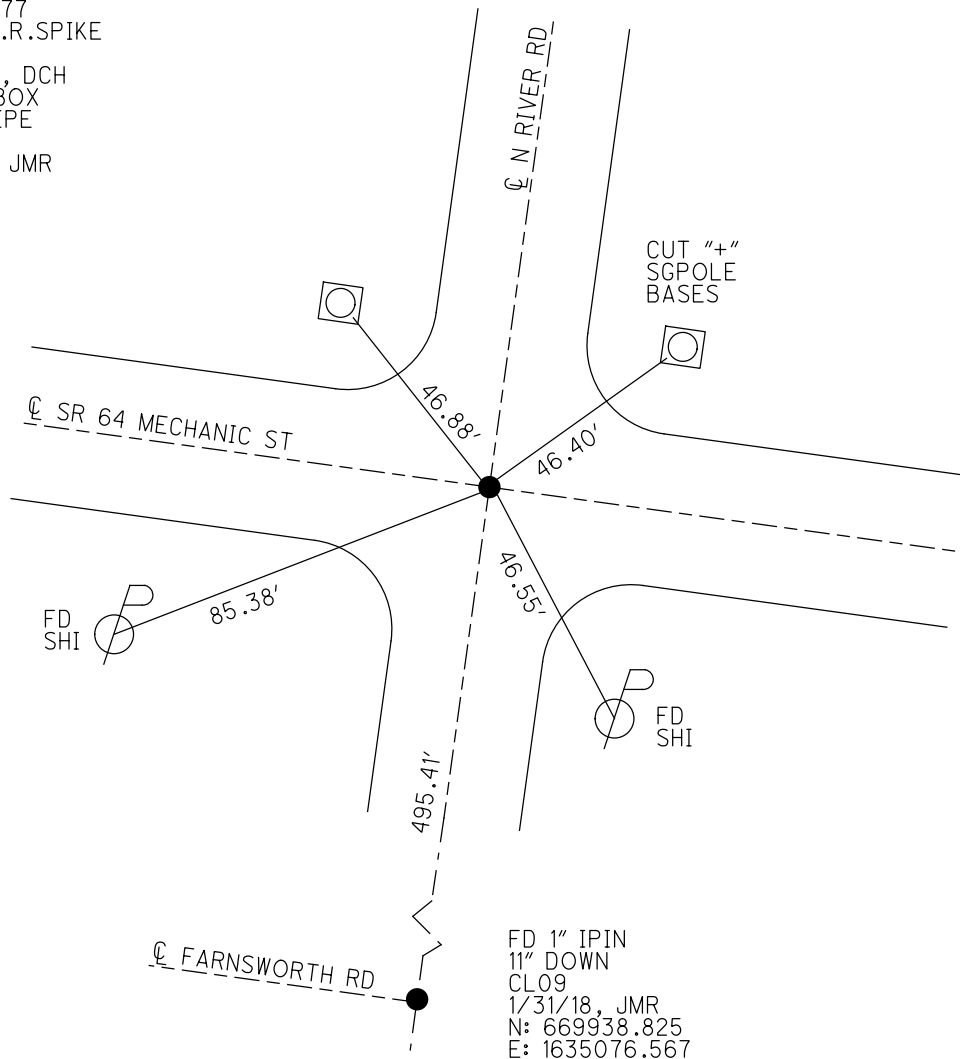 77
.R.SPIKE
, DCH
BOX
JMR
℄ N RIVER RD
CUT "+"
SGPOLE
BASES
℄ SR 64 MECHANIC ST
46.88'
46.40'
46.55'
85.38'
FD
SHI
FD
SHI
495.41'
℄ FARNSWORTH RD
FD 1" IPIN
11" DOWN
CL09
1/31/18, JMR
N: 669938.825
E: 1635076.567